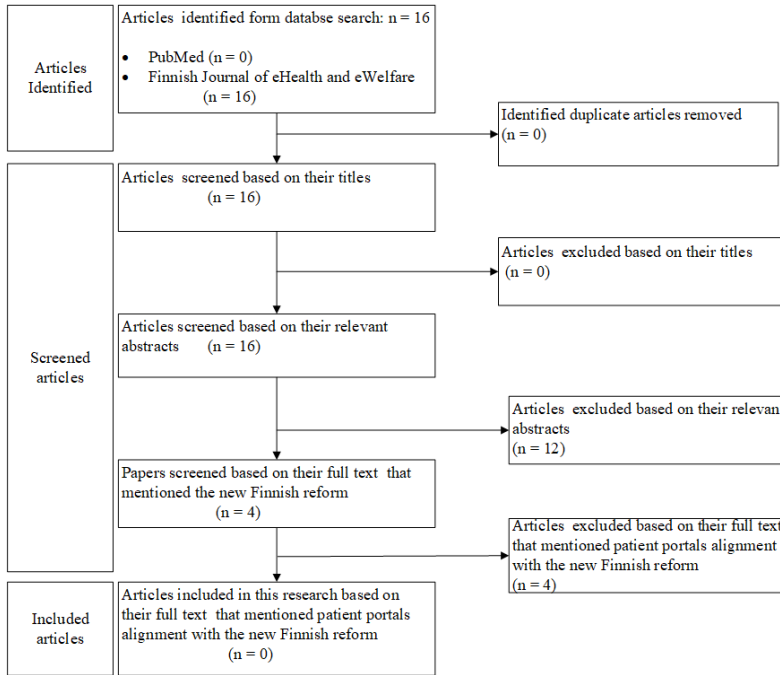 Articles identified form databse search: n = 16
• PubMed (n = 0)
• Finnish Journal of eHealth and eWelfare
(n = 16)
Articles
Identified
Identified duplicate articles removed
(n = 0)
Articles screened based on their titles
(n = 16)
Articles excluded based on their titles
(n = 0)
Articles screened based on their relevant
abstracts (n = 16)
Screened
articles
Articles excluded based on their relevant
abstracts
(n = 12)
Papers screened based on their full text that
mentioned the new Finnish reform
(n = 4)
Articles excluded based on their full text
that mentioned patient portals alignment
with the new Finnish reform
(n = 4)
Included
articles
Articles included in this research based on
their full text that mentioned patient portals
alignment with the new Finnish reform
(n = 0)